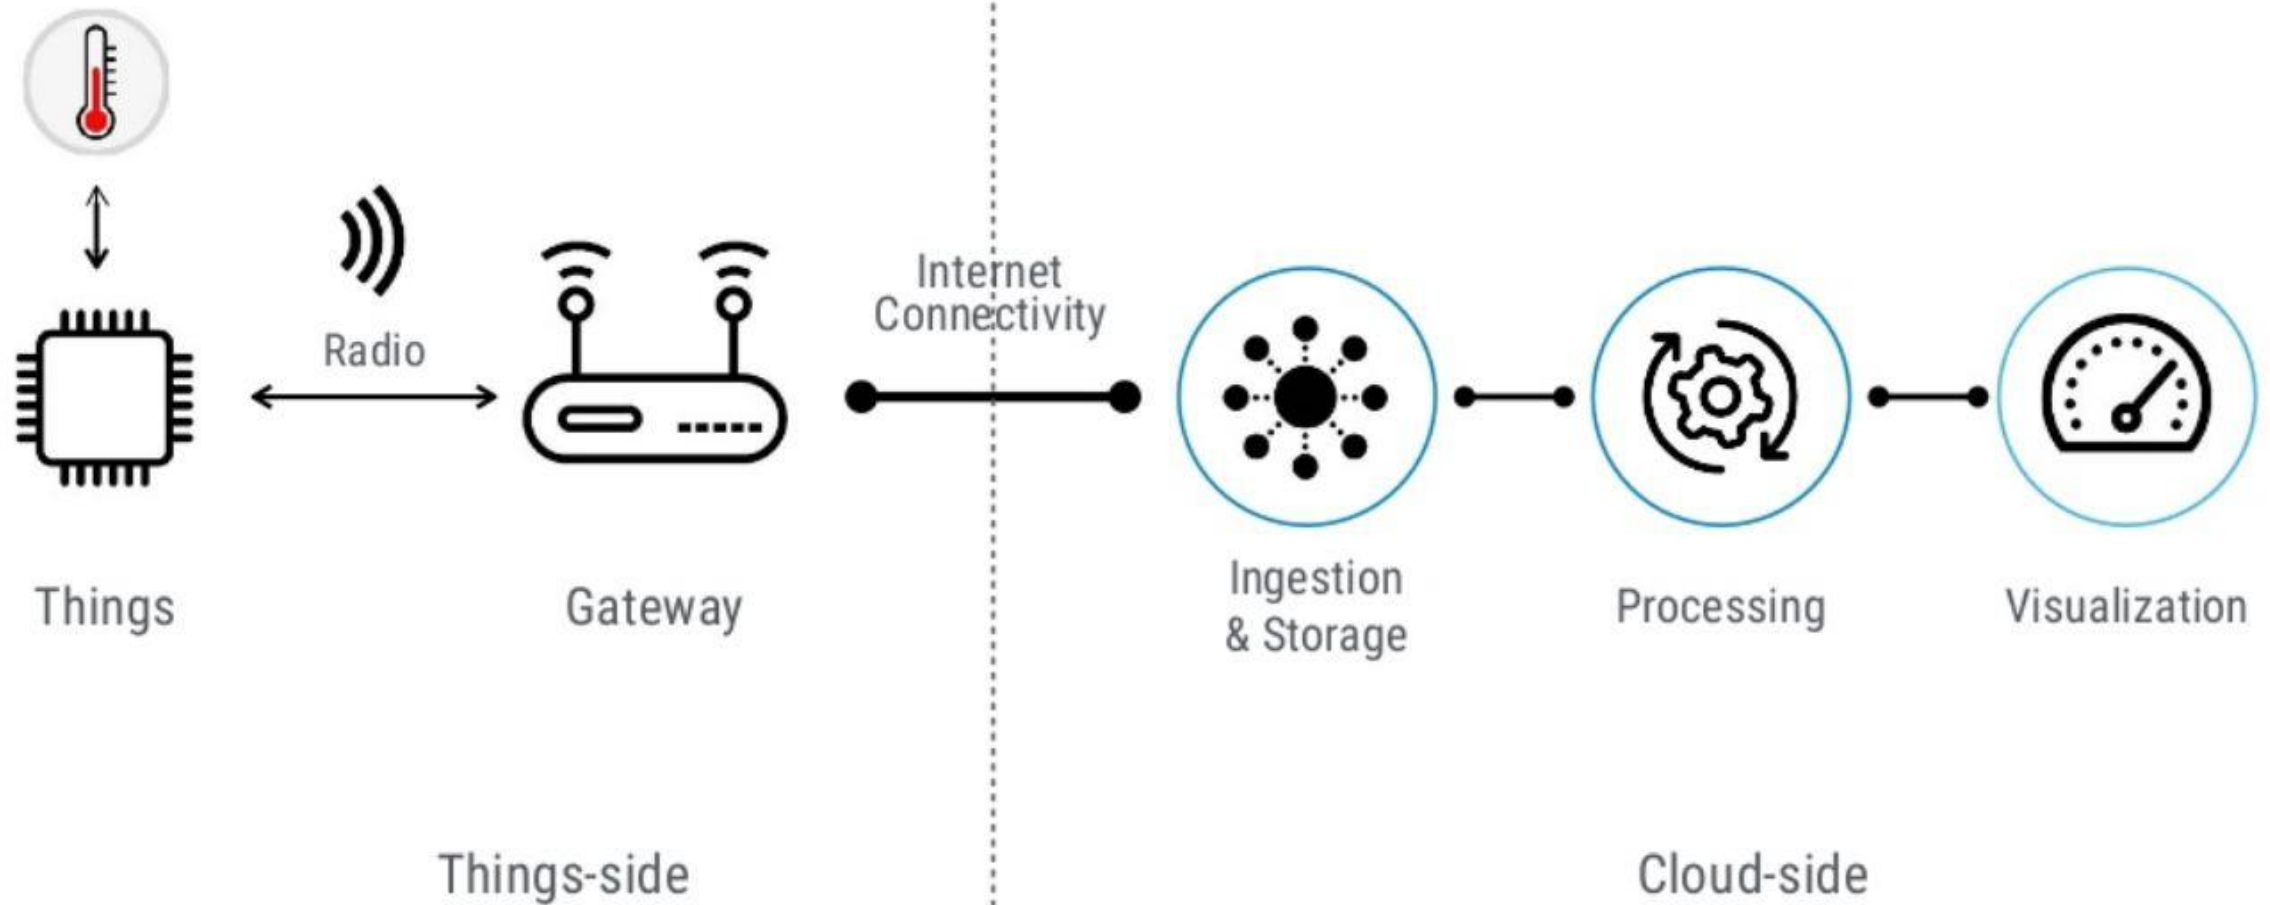 Radio
Internet
Connectivity
Things
Gateway
Ingestion
& Storage
Processing
Visualization
Things-side
Cloud-side